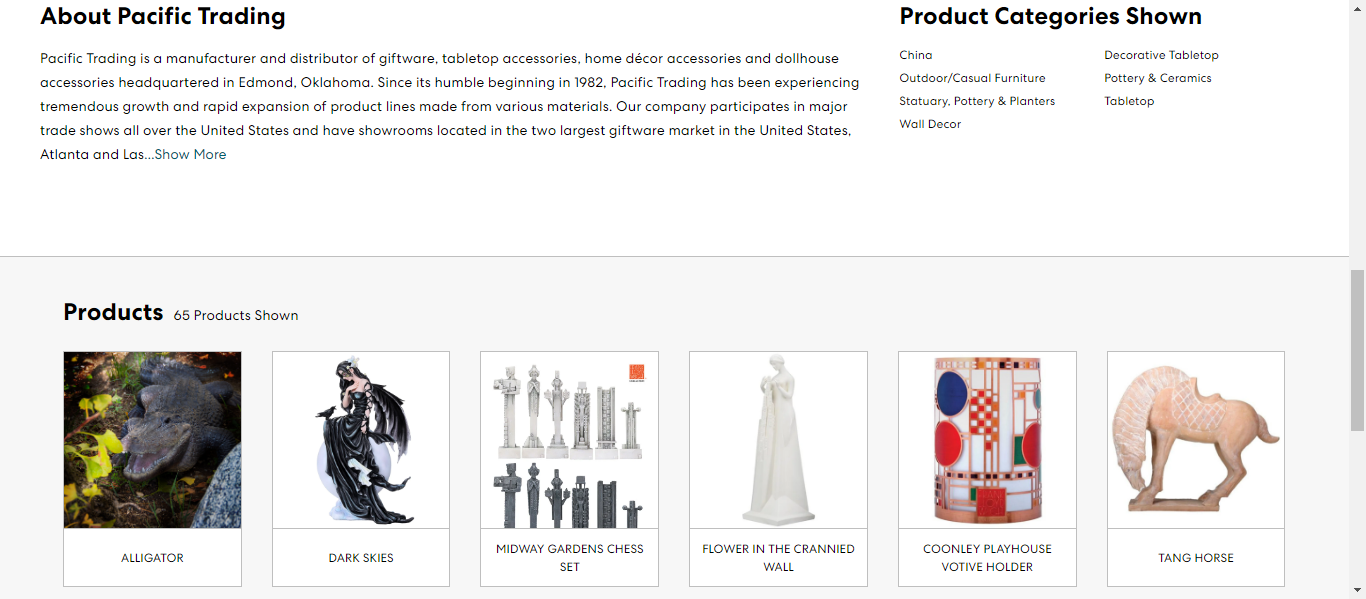 About Pacific Trading
Pacific Trading is a manufacturer and distributor of giftware, tabletop accessories, home décor accessories and dollhouse
accessories headquartered in Edmond, Oklahoma. Since its humble beginning in 1982, Pacific Trading has been experiencing
tremendous growth and rapid expansion of product lines made from various materials. Our company participates in major
trade shows all over the United States and have showrooms located in the two largest giftware market in the United States,
Atlanta and Las...Show More
Product Categories Shown
China
Outdoor/Casual Furniture
Statuary, Pottery & Planters
Wall Decor
Decorative Tabletop
Pottery & Ceramics
Tabletop
Products 65 Products Shown
ALLIGATOR
DARK SKIES
MIDWAY GARDENS CHESS
SET
FLOWER IN THE CRANNIED
WALL
COONLEY PLAYHOUSE
VOTIVE HOLDER
TANG HORSE